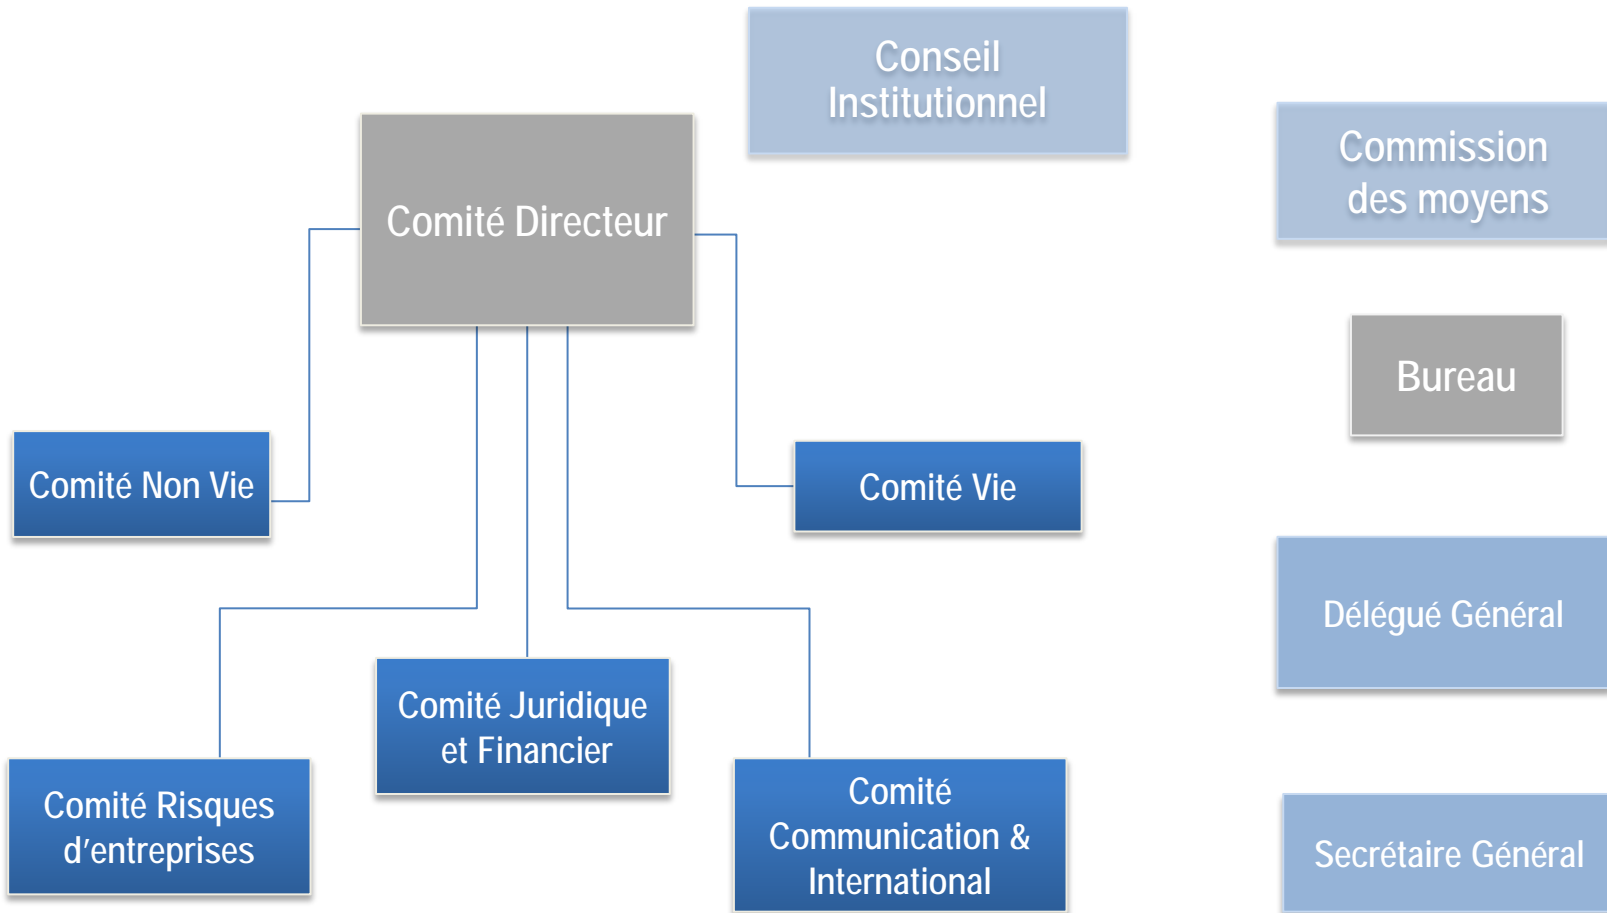 Conseil
Institutionnel
Commission
des moyens
Comité Directeur
Bureau
Comité Non Vie
Comité Vie
Délégué Général
Comité Juridique
et Financier
Comité Risques
d’entreprises
Comité
Communication &
International
Secrétaire Général